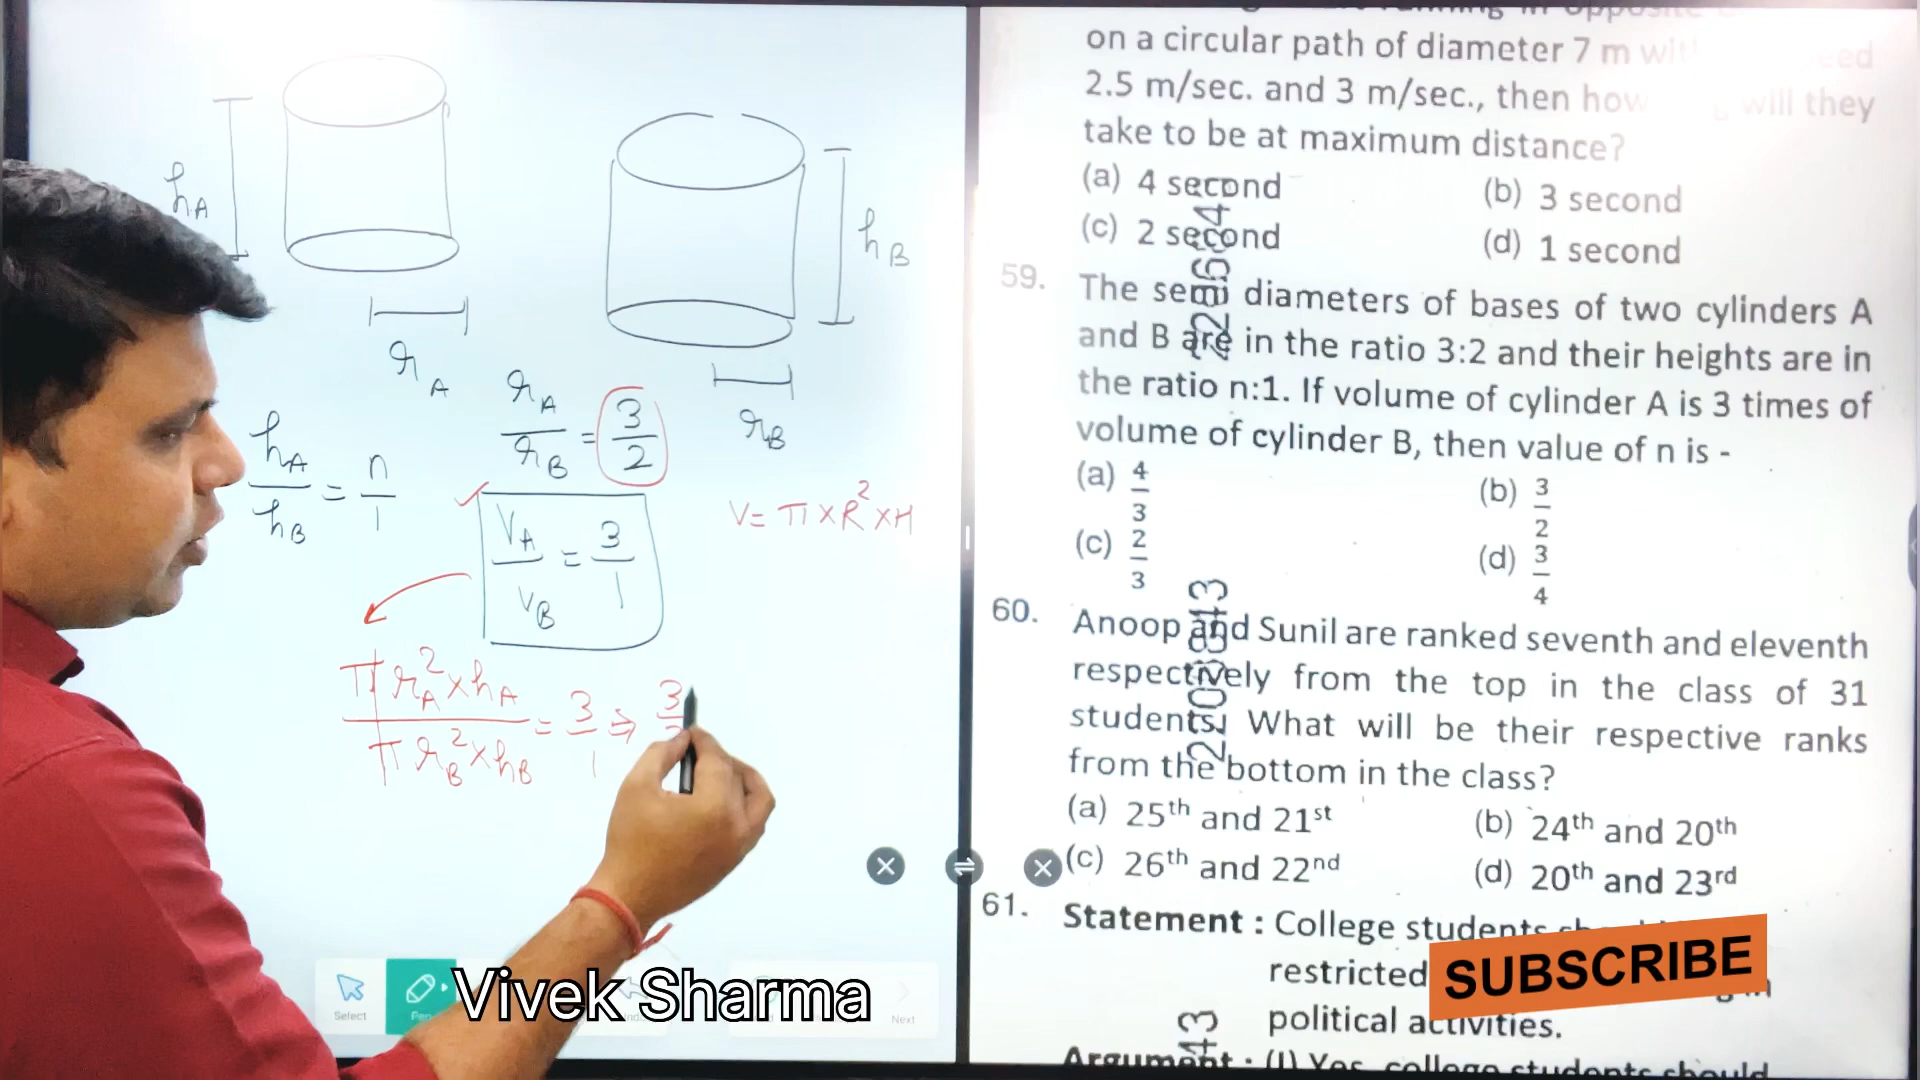 hA
rA
hB
rB
rA/rB = 3/2
hA/hB = n/1
VA/VB = 3/1
V= π×R²×H
πrA²×hA/πrB²×hB = 3/1 ⇒ 3
on a circular path of diameter 7 m
2.5 m/sec. and 3 m/sec., then how will they
take to be at maximum distance?
(a) 4 second (b) 3 second
(c) 2 second (d) 1 second
59. The semi diameters of bases of two cylinders A
and B are in the ratio 3:2 and their heights are in
the ratio n:1. If volume of cylinder A is 3 times of
volume of cylinder B, then value of n is -
(a) 4/3 (b) 3/2
(c) 2/3 (d) 3/4
60. Anoop and Sunil are ranked seventh and eleventh
respectively from the top in the class of 31
students. What will be their respective ranks
from the bottom in the class?
(a) 25th and 21st (b) 24th and 20th
(c) 26th and 22nd (d) 20th and 23rd
61. Statement : College students
restricted
political activities.
Argument : (I) Yes, college students should
SUBSCRIBE
Vivek Sharma
Select
Next